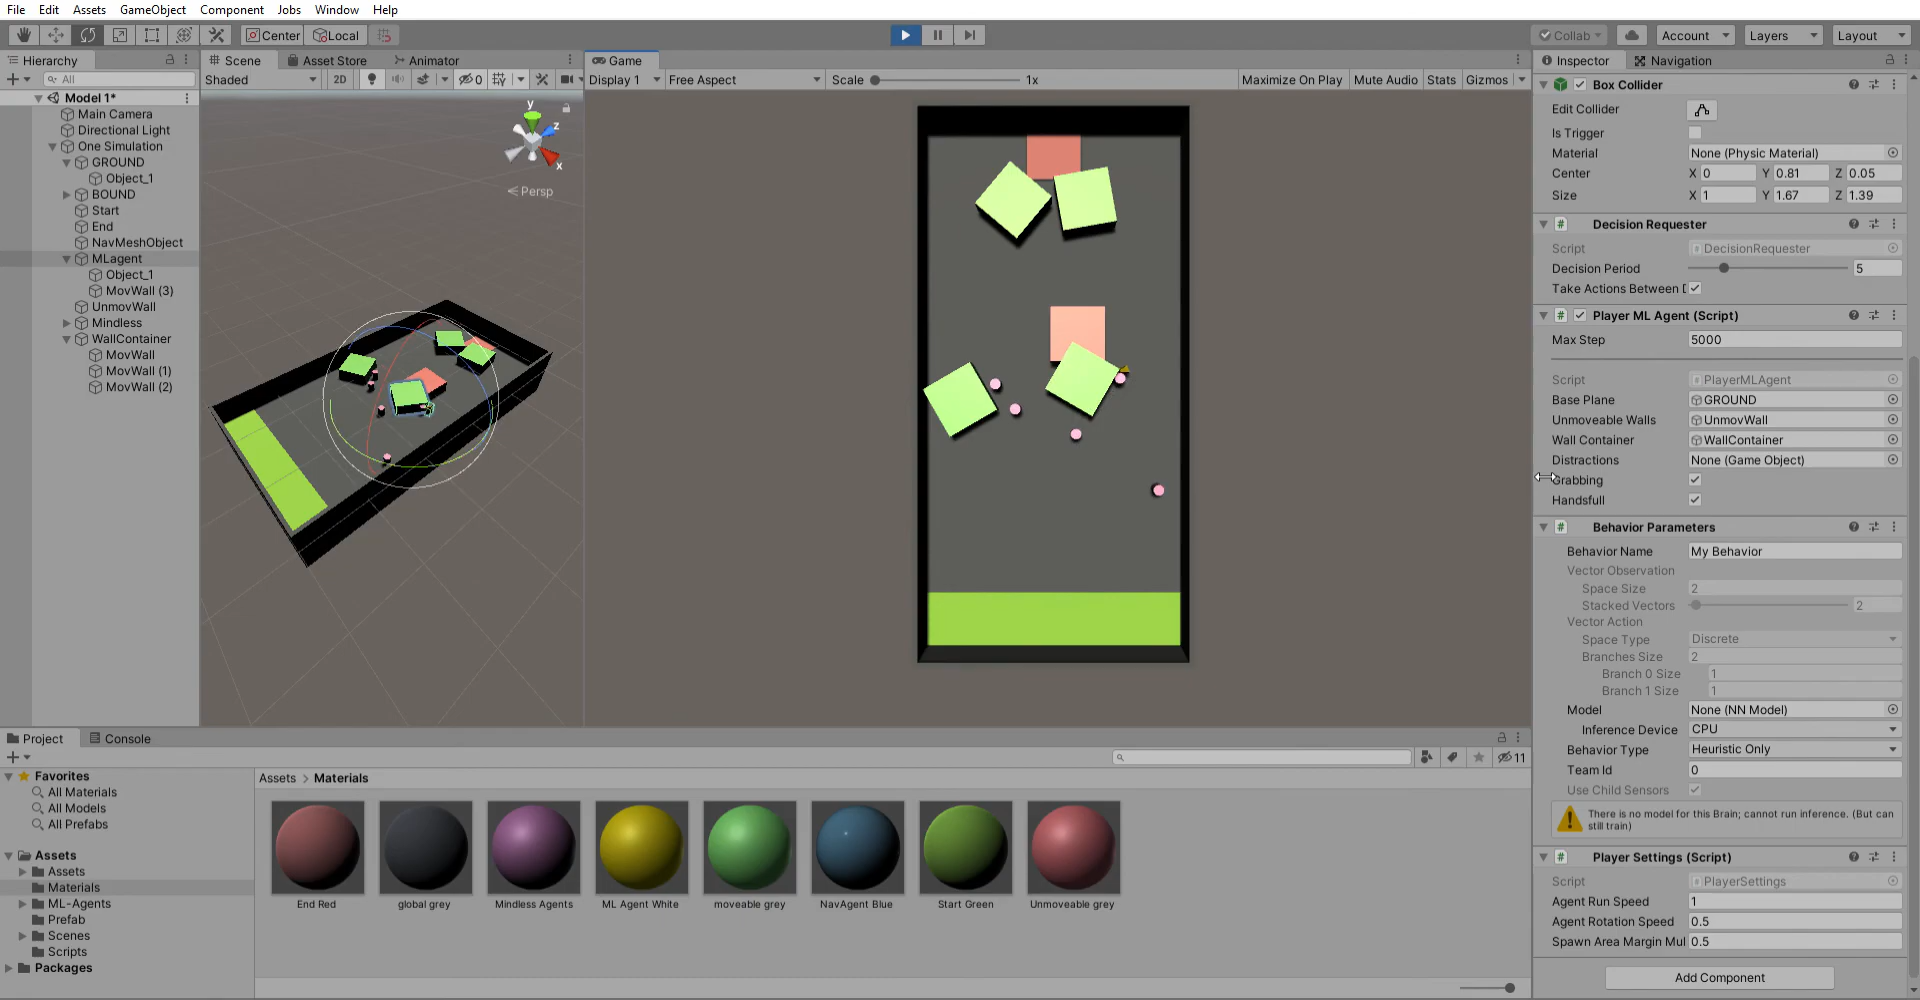 File Edit Assets GameObject Component Jobs Window Help
Center Local Collab Account Layers Layout
Hierarchy
All
Model 1*
Main Camera
Directional Light
One Simulation
GROUND
Object_1
BOUND
Start
End
NavMeshObject
MLagent
Object_1
MovWall (3)
UnmovWall
Mindless
WallContainer
MovWall
MovWall (1)
MovWall (2)
Scene Asset Store Animator
Shaded 2D 0
y
z
x
Persp
Game
Display 1 Free Aspect Scale 1x Maximize On Play Mute Audio Stats Gizmos
Inspector Navigation
Box Collider
Edit Collider
Is Trigger
Material None (Physic Material)
Center X 0 Y 0.81 Z 0.05
Size X 1 Y 1.67 Z 1.39
# Decision Requester
Script # DecisionRequester
Decision Period 5
Take Actions Between D
# Player ML Agent (Script)
Max Step 5000
Script # PlayerMLAgent
Base Plane GROUND
Unmoveable Walls UnmovWall
Wall Container WallContainer
Distractions None (Game Object)
Grabbing
Handsfull
# Behavior Parameters
Behavior Name My Behavior
Vector Observation
Space Size 2
Stacked Vectors 2
Vector Action
Space Type Discrete
Branches Size 2
Branch 0 Size 1
Branch 1 Size 1
Model None (NN Model)
Inference Device CPU
Behavior Type Heuristic Only
Team Id 0
Use Child Sensors
There is no model for this Brain; cannot run inference. (But can
still train)
# Player Settings (Script)
Script # PlayerSettings
Agent Run Speed 1
Agent Rotation Speed 0.5
Spawn Area Margin Mul 0.5
Add Component
Project Console
11
Favorites
All Materials
All Models
All Prefabs
Assets
Assets
Materials
ML-Agents
Prefab
Scenes
Scripts
Packages
Assets > Materials
End Red global grey Mindless Agents ML Agent White moveable grey NavAgent Blue Start Green Unmoveable grey